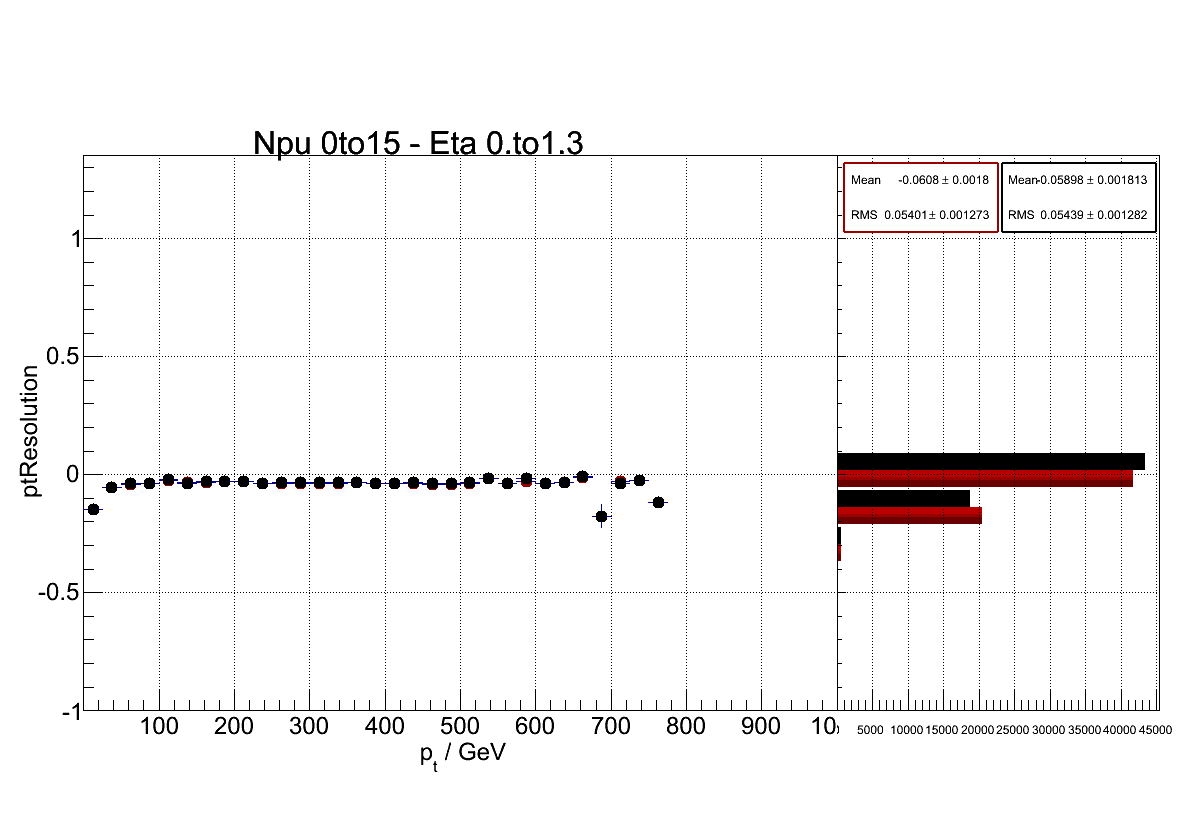 Npu 0to15 - Eta 0.to1.3
Mean -0.0608 ± 0.0018
RMS 0.05401± 0.001273
Mean-0.05898 ± 0.001813
RMS 0.05439 ± 0.001282
ptResolution
1
0.5
0
-0.5
-1
100 200 300 400 500 600 700 800 900 10
5000 10000 15000 20000 25000 30000 35000 40000 45000
pt / GeV